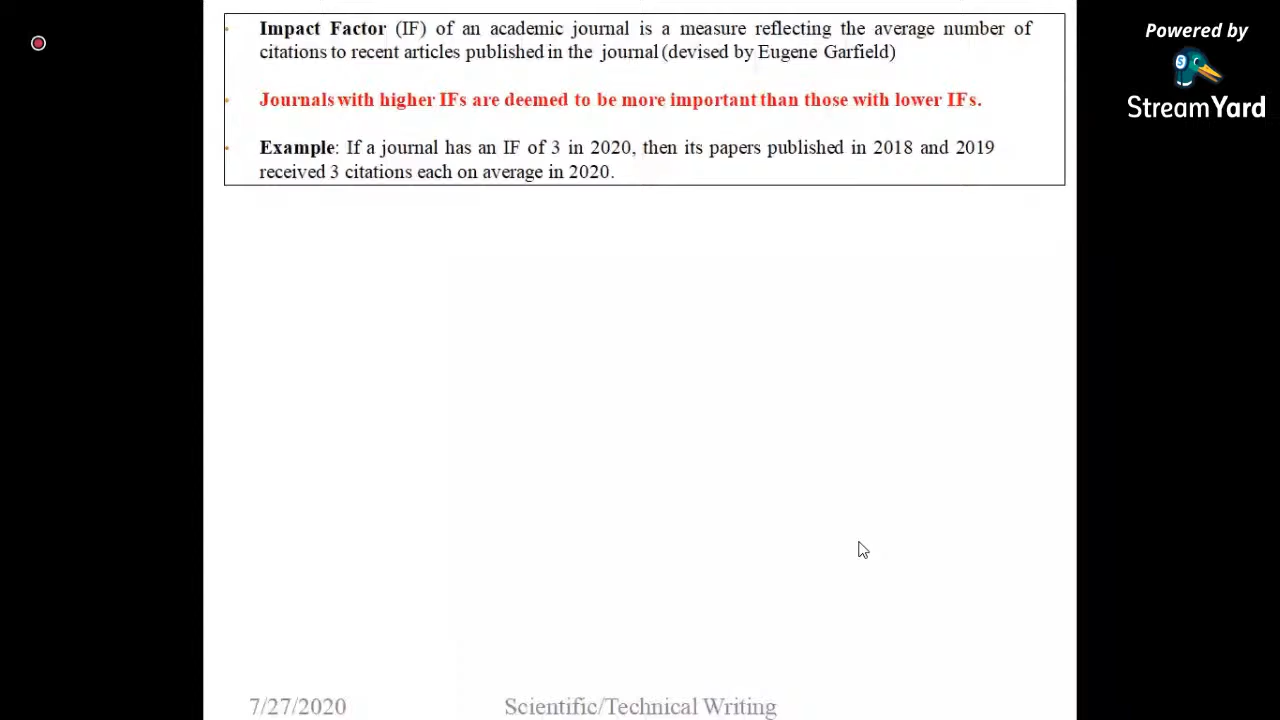 Impact Factor (IF) of an academic journal is a measure reflecting the average number of
citations to recent articles published in the journal (devised by Eugene Garfield)
Journals with higher IFs are deemed to be more important than those with lower IFs.
Example: If a journal has an IF of 3 in 2020, then its papers published in 2018 and 2019
received 3 citations each on average in 2020.
7/27/2020
Scientific/Technical Writing
Powered by
S
StreamYard